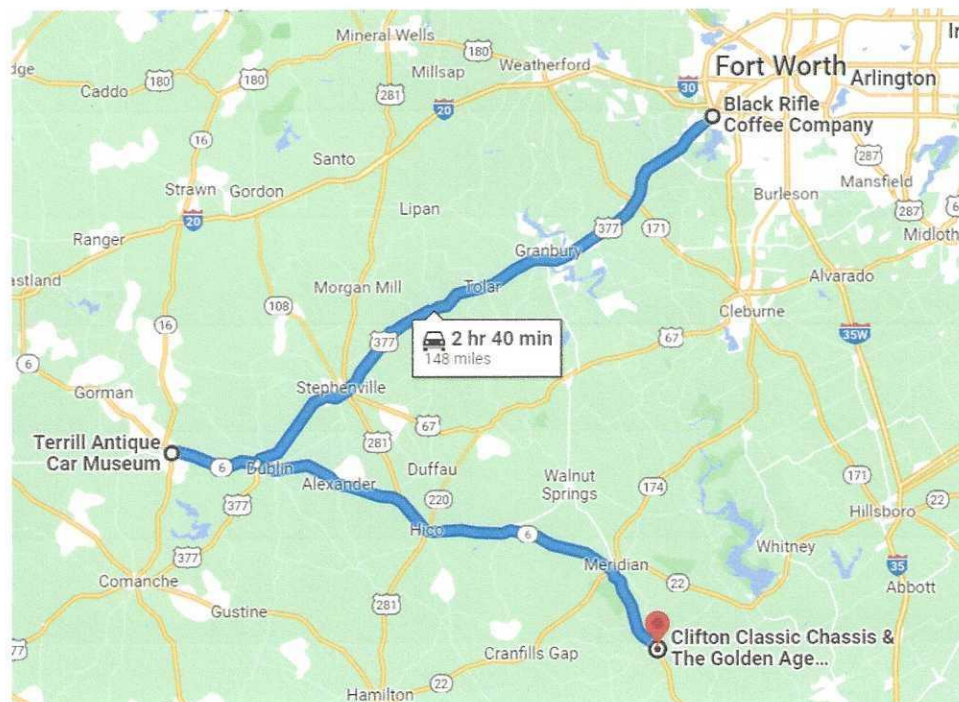 Mineral Wells
180
180
180
Caddo
Millsap
Weatherford
281
20
30
Fort Worth
Arlington
Black Rifle
Coffee Company
16
Santo
287
Strawn
Gordon
20
Lipan
Burleson
Mansfield
287
Ranger
377
171
Midloth
Granbury
Alvarado
Morgan Mill
Tolar
108
16
Cleburne
67
35W
6
377
2 hr 40 min
148 miles
67
Gorman
Stephenville
Terrill Antique
Car Museum
6
Dublin
281
67
Duffau
Alexander
220
Walnut
Springs
174
171
22
377
Hico
6
Hillsboro
377
Whitney
Comanche
Meridian
22
35
Abbott
Gustine
281
Cranfills Gap
Clifton Classic Chassis &
The Golden Age...
22
Hamilton